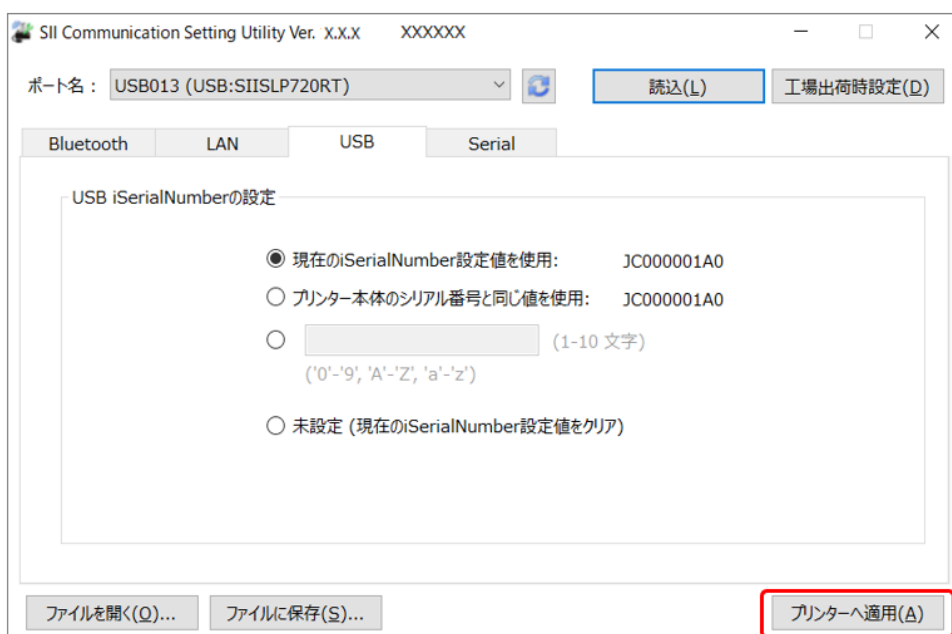 SII Communication Setting Utility Ver. X.X.X XXXXXX
ポート名： USB013 (USB:SIISLP720RT) 読込(L) 工場出荷時設定(D)
Bluetooth LAN USB Serial
USB iSerialNumberの設定
現在のiSerialNumber設定値を使用: JC000001A0
プリンター本体のシリアル番号と同じ値を使用: JC000001A0
(1-10 文字)
('0'-'9', 'A'-'Z', 'a'-'z')
未設定 (現在のiSerialNumber設定値をクリア)
ファイルを開く(O)... ファイルに保存(S)... プリンターへ適用(A)